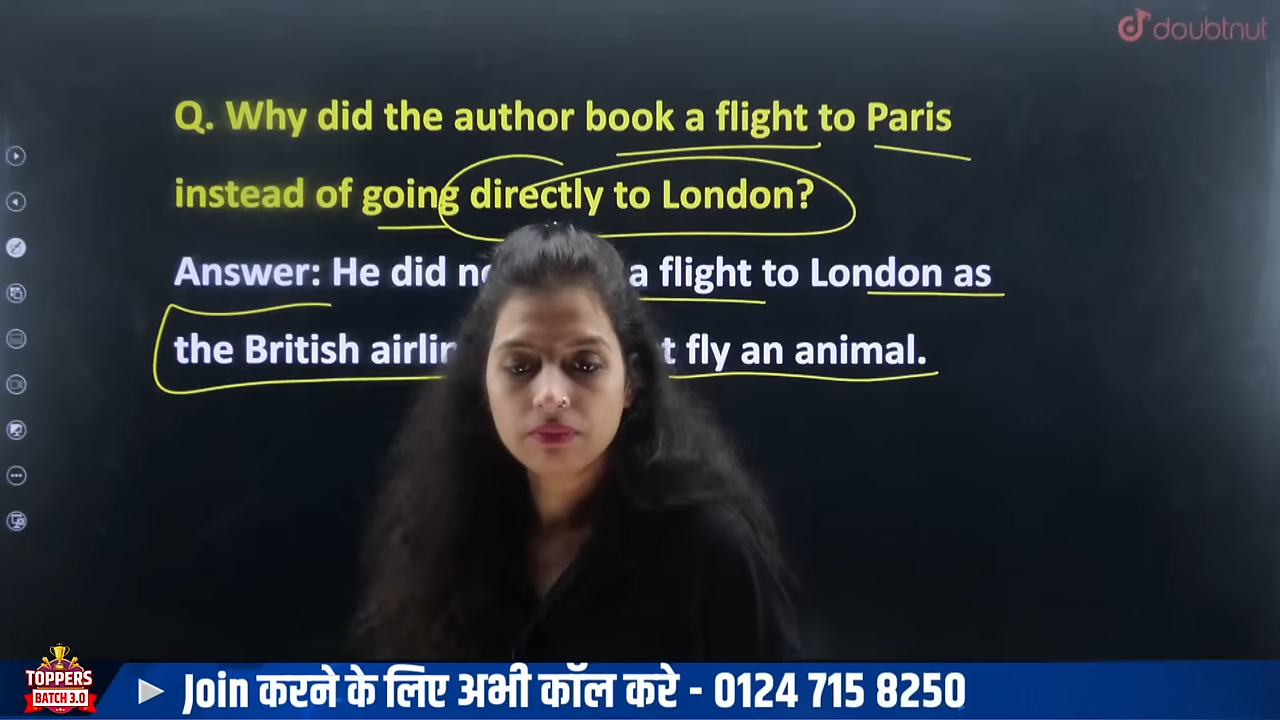 doubtnut
Q. Why did the author book a flight to Paris
instead of going directly to London?
Answer: He did a flight to London as
the British fly an animal.
TOPPERS
BATCH 3.0
Join करने के लिए अभी कॉल करे - 0124 715 8250